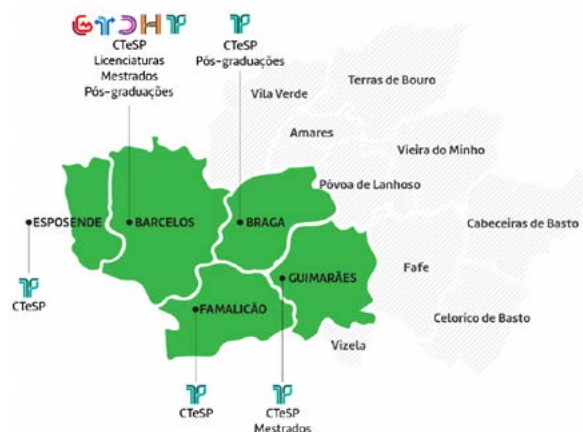 CTeSP
Licenciaturas
Mestrados
Pós-graduações
CTeSP
Pós-graduações
Terras de Bouro
Vila Verde
Amares
Vieira do Minho
Póvoa de Lanhoso
Cabeceiras de Basto
ESPOSENDE
BARCELOS
BRAGA
Fafe
GUIMARÃES
FAMALICÃO
Celorico de Basto
Vizela
CTeSP
CTeSP
CTeSP
Mestrados